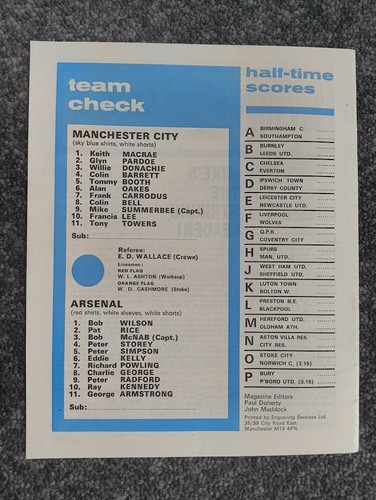 team
check
MANCHESTER CITY
(sky blue shirts, white shorts)
1. Keith MACRAE
2. Glyn PARDOE
3. Willie DONACHIE
4. Colin BARRETT
5. Tommy BOOTH
6. Alan OAKES
7. Frank CARRODUS
8. Colin BELL
9. Mike SUMMERBEE (Capt.)
10. Francis LEE
11. Tony TOWERS
Sub:
Referee:
E. D. WALLACE (Crewe)
Linesmen:
RED FLAG
W. L. ASHTON (Worksop)
ORANGE FLAG
W. D. CASHMORE (Stoke)
ARSENAL
(red shirts, white sleeves, white shorts)
1. Bob WILSON
2. Pat RICE
3. Bob McNAB (Capt.)
4. Peter STOREY
5. Peter SIMPSON
6. Eddie KELLY
7. Richard POWLING
8. Charlie GEORGE
9. Peter RADFORD
10. Ray KENNEDY
11. George ARMSTRONG
Sub:
half-time
scores
A BIRMINGHAM C. ........
SOUTHAMPTON
B BURNLEY ........
LEEDS UTD.
C CHELSEA ........
EVERTON
D IPSWICH TOWN ........
DERBY COUNTY
E LEICESTER CITY ........
NEWCASTLE UTD.
F LIVERPOOL ........
WOLVES
G Q.P.R ........
COVENTRY CITY
H SPURS ........
MAN. UTD.
J WEST HAM UTD. ........
SHEFFIELD UTD.
K LUTON TOWN ........
BOLTON W.
L PRESTON N.E. ........
BLACKPOOL
M HEREFORD UTD. ........
OLDHAM ATH.
N ASTON VILLA RES. ........
CITY RES.
O STOKE CITY ........
NORWICH C. (3.15)
P BURY ........
P'BORO UTD. (3.15)
Magazine Editors
Paul Doherty
John Maddock
Printed by Engraving Services Ltd.
35/39 City Road East.
Manchester M15 4PN.